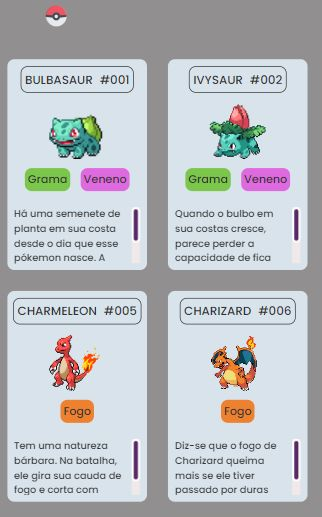 BULBASAUR #001
Grama Veneno
Há uma semenete de
planta em sua costa
desde o dia que esse
pókemon nasce. A
IVYSAUR #002
Grama Veneno
Quando o bulbo em
sua costas cresce,
parece perder a
capacidade de fica
CHARMELEON #005
Fogo
Tem uma natureza
bárbara. Na batalha,
ele gira sua cauda de
fogo e corta com
CHARIZARD #006
Fogo
Diz-se que o fogo de
Charizard queima
mais se ele tiver
passado por duras